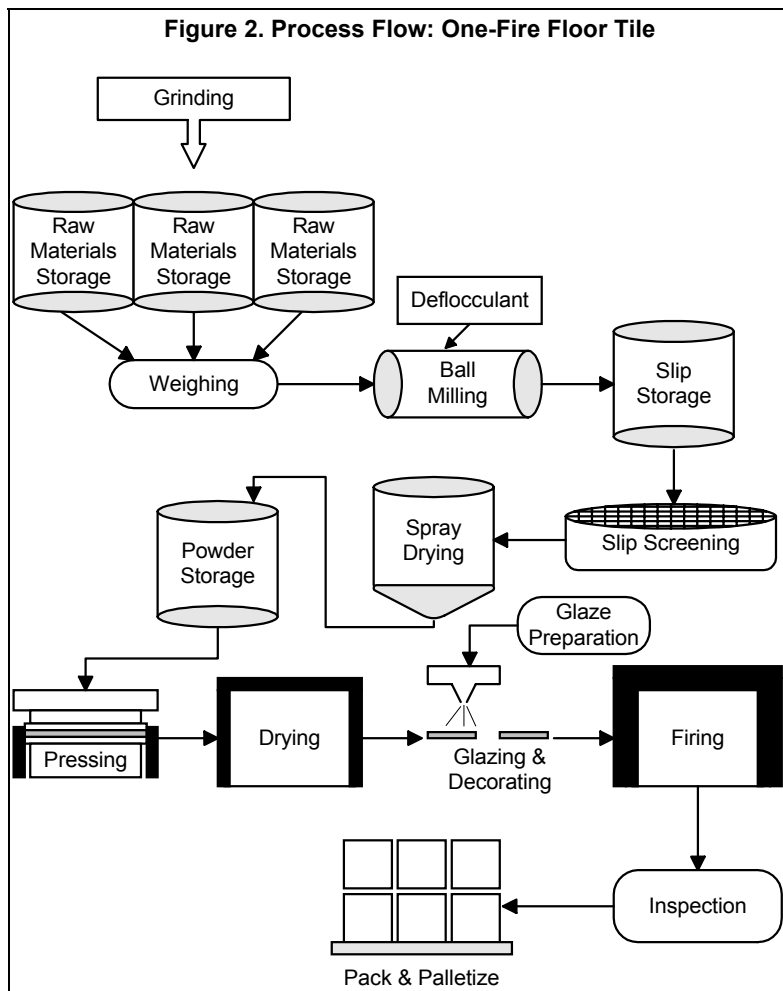 Figure 2. Process Flow: One-Fire Floor Tile
Grinding
Raw
Materials
Storage
Raw
Materials
Storage
Raw
Materials
Storage
Deflocculant
Weighing
Ball
Milling
Slip
Storage
Powder
Storage
Spray
Drying
Slip Screening
Glaze
Preparation
Pressing
Drying
Glazing &
Decorating
Firing
Inspection
Pack & Palletize